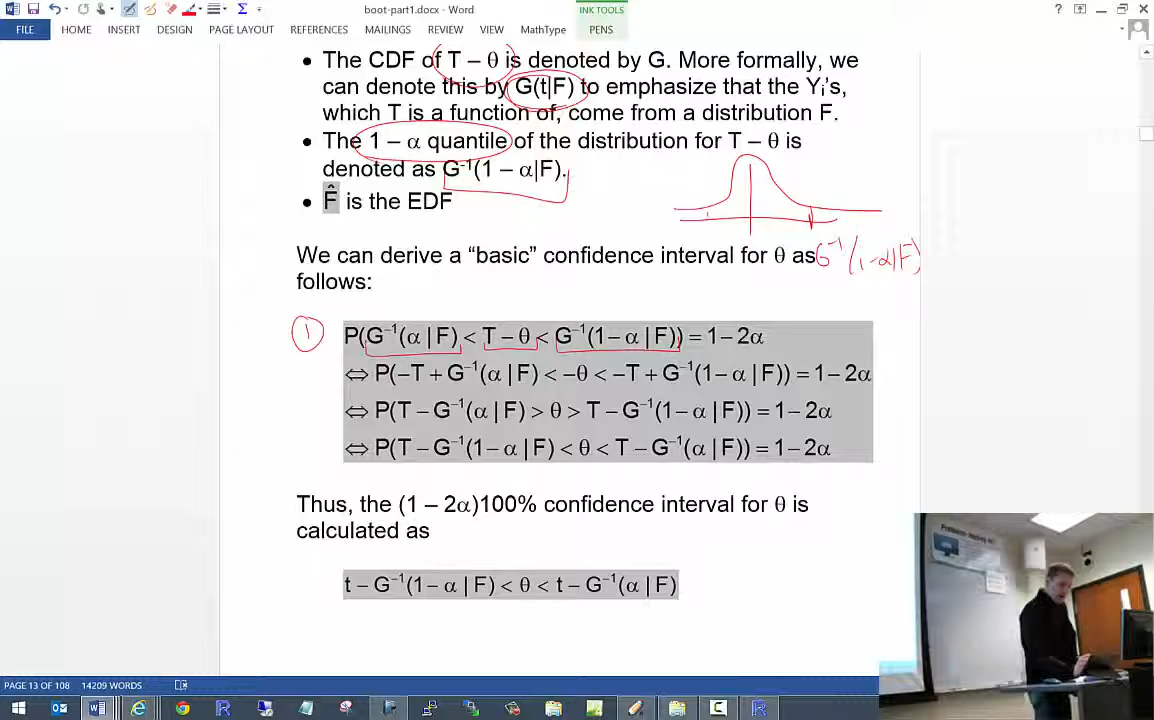 boot-part1.docx - Word
INK TOOLS
FILE HOME INSERT DESIGN PAGE LAYOUT REFERENCES MAILINGS REVIEW VIEW MathType PENS
• The CDF of T – θ is denoted by G. More formally, we
can denote this by G(t|F) to emphasize that the Yᵢ's,
which T is a function of, come from a distribution F.
• The 1 – α quantile of the distribution for T – θ is
denoted as G⁻¹(1 – α|F).
• F̂ is the EDF
We can derive a “basic” confidence interval for θ as
G⁻¹(1-α|F)
follows:
1
P(G⁻¹(α | F) < T – θ < G⁻¹(1– α | F)) = 1– 2α
⇔ P(–T + G⁻¹(α | F) < –θ < –T + G⁻¹(1– α | F)) = 1– 2α
⇔ P(T – G⁻¹(α | F) > θ > T – G⁻¹(1– α | F)) = 1– 2α
⇔ P(T – G⁻¹(1– α | F) < θ < T – G⁻¹(α | F)) = 1– 2α
Thus, the (1 – 2α)100% confidence interval for θ is
calculated as
t – G⁻¹(1– α | F) < θ < t – G⁻¹(α | F)
PAGE 13 OF 108 14209 WORDS